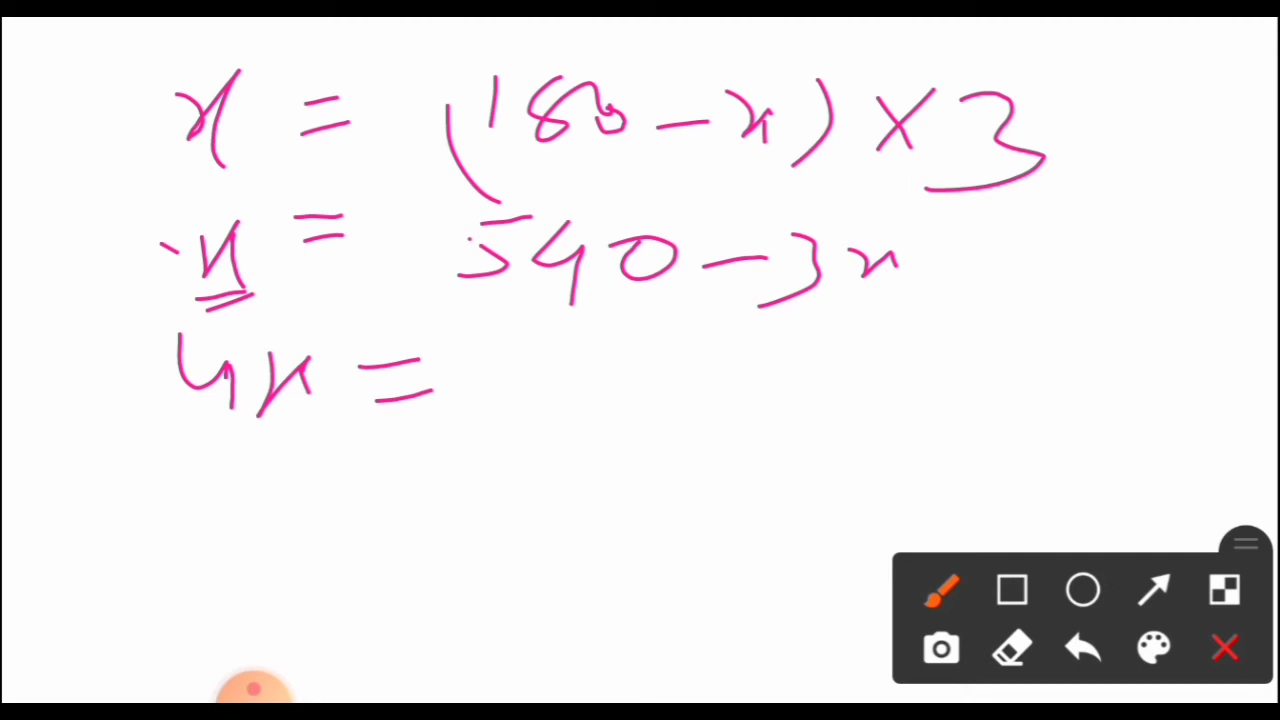 x = (180 - x) × 3
x = 540 - 3x
4x =